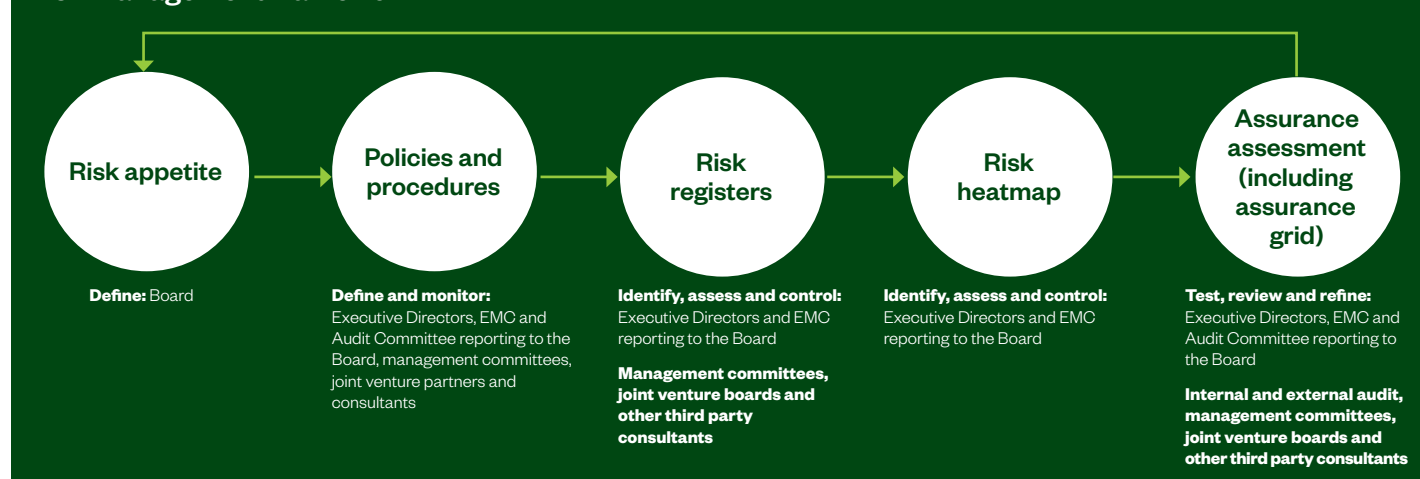 Risk appetite
Policies and
procedures
Risk
registers
Risk
heatmap
Assurance
assessment
(including
assurance
grid)
Define: Board
Define and monitor:
Executive Directors, EMC and
Audit Committee reporting to the
Board, management committees,
joint venture partners and
consultants
Identify, assess and control:
Executive Directors and EMC
reporting to the Board
Management committees,
joint venture boards and
other third party
consultants
Identify, assess and control:
Executive Directors and EMC
reporting to the Board
Test, review and refine:
Executive Directors, EMC and
Audit Committee reporting to
the Board
Internal and external audit,
management committees,
joint venture boards and
other third party consultants